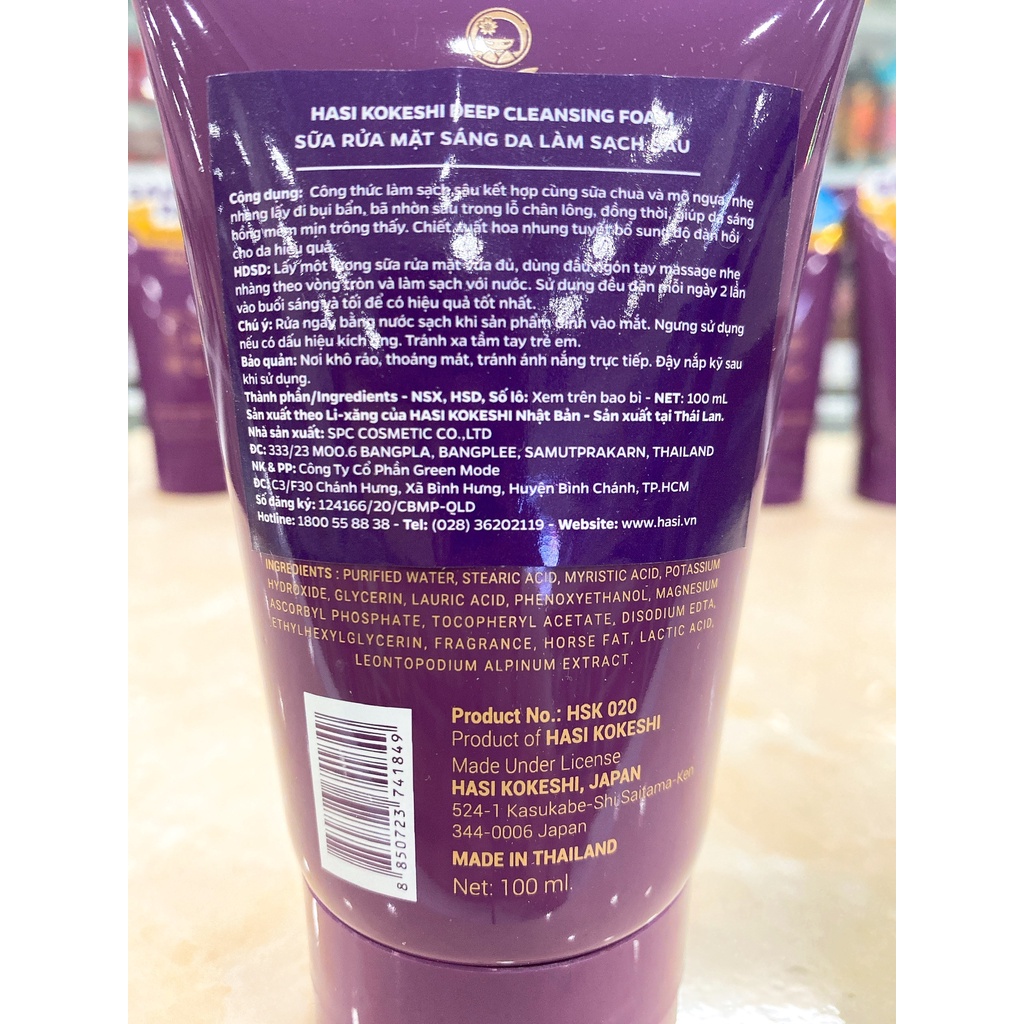 HASI KOKESHI DEEP CLEANSING FOAM
SỮA RỬA MẶT SÁNG DA LÀM SẠCH SÂU
Công dụng: Công thức làm sạch sâu kết hợp cùng sữa chua và mỡ ngựa, nhẹ
nhàng lấy đi bụi bẩn, bã nhờn sâu trong lỗ chân lông, đồng thời, giúp da sáng
hồng mềm mịn trông thấy. Chiết xuất hoa nhung tuyết bổ sung độ đàn hồi
cho da hiệu quả.
HDSD: Lấy một lượng sữa rửa mặt vừa đủ, dùng đầu ngón tay massage nhẹ
nhàng theo vòng tròn và làm sạch với nước. Sử dụng đều đặn mỗi ngày 2 lần
vào buổi sáng và tối để có hiệu quả tốt nhất.
Chú ý: Rửa ngay bằng nước sạch khi sản phẩm dính vào mắt. Ngưng sử dụng
nếu có dấu hiệu kích ứng. Tránh xa tầm tay trẻ em.
Bảo quản: Nơi khô ráo, thoáng mát, tránh ánh nắng trực tiếp. Đậy nắp kỹ sau
khi sử dụng.
Thành phần/Ingredients - NSX, HSD, Số lô: Xem trên bao bì - NET: 100 mL
Sản xuất theo Li-xăng của HASI KOKESHI Nhật Bản - Sản xuất tại Thái Lan.
Nhà sản xuất: SPC COSMETIC CO.,LTD
ĐC: 333/23 MOO.6 BANGPLA, BANGPLEE, SAMUTPRAKARN, THAILAND
NK & PP: Công Ty Cổ Phần Green Mode
ĐC: C3/F30 Chánh Hưng, Xã Bình Hưng, Huyện Bình Chánh, TP.HCM
Số đăng ký: 124166/20/CBMP-QLD
Hotline: 1800 55 88 38 - Tel: (028) 36202119 - Website: www.hasi.vn
INGREDIENTS : PURIFIED WATER, STEARIC ACID, MYRISTIC ACID, POTASSIUM
HYDROXIDE, GLYCERIN, LAURIC ACID, PHENOXYETHANOL, MAGNESIUM
ASCORBYL PHOSPHATE, TOCOPHERYL ACETATE, DISODIUM EDTA,
ETHYLHEXYLGLYCERIN, FRAGRANCE, HORSE FAT, LACTIC ACID,
LEONTOPODIUM ALPINUM EXTRACT.
8 850723 741849
Product No.: HSK 020
Product of HASI KOKESHI
Made Under License
HASI KOKESHI, JAPAN
524-1 Kasukabe-Shi Saitama-Ken
344-0006 Japan
MADE IN THAILAND
Net: 100 ml.